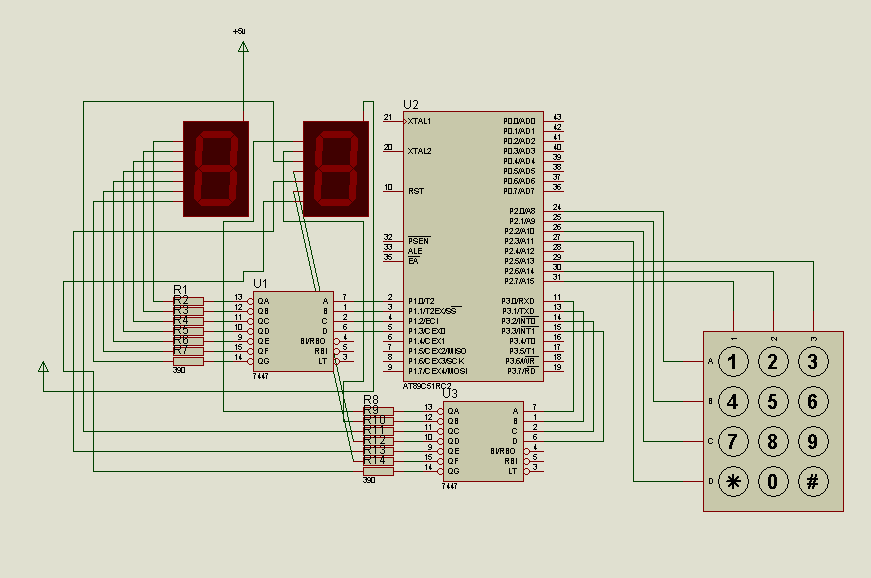 +5v
U2
21 XTAL1 P0.0/AD0 43
P0.1/AD1 42
P0.2/AD2 41
20 XTAL2 P0.3/AD3 40
P0.4/AD4 39
P0.5/AD5 38
P0.6/AD6 37
10 RST P0.7/AD7 36
P2.0/A8 24
P2.1/A9 25
P2.2/A10 26
32 PSEN P2.3/A11 27
33 ALE P2.4/A12 28
35 EA P2.5/A13 29
P2.6/A14 30
P2.7/A15 31
2 P1.0/T2 P3.0/RXD 11
3 P1.1/T2EX/SS P3.1/TXD 13
4 P1.2/ECI P3.2/INT0 14
5 P1.3/CEX0 P3.3/INT1 15
6 P1.4/CEX1 P3.4/T0 16
7 P1.5/CEX2/MISO P3.5/T1 17
8 P1.6/CEX3/SCK P3.6/WR 18
9 P1.7/CEX4/MOSI P3.7/RD 19
AT89C51RC2
U1
R1
R2
R3
R4
R5
R6
R7
390
13 QA A 7
12 QB B 1
11 QC C 2
10 QD D 6
9 QE BI/RBO 4
15 QF RBI 5
14 QG LT 3
7447
U3
R8
R9
R10
R11
R12
R13
R14
390
13 QA A 7
12 QB B 1
11 QC C 2
10 QD D 6
9 QE BI/RBO 4
15 QF RBI 5
14 QG LT 3
7447
1 2 3
A 1 2 3
B 4 5 6
C 7 8 9
D * 0 #